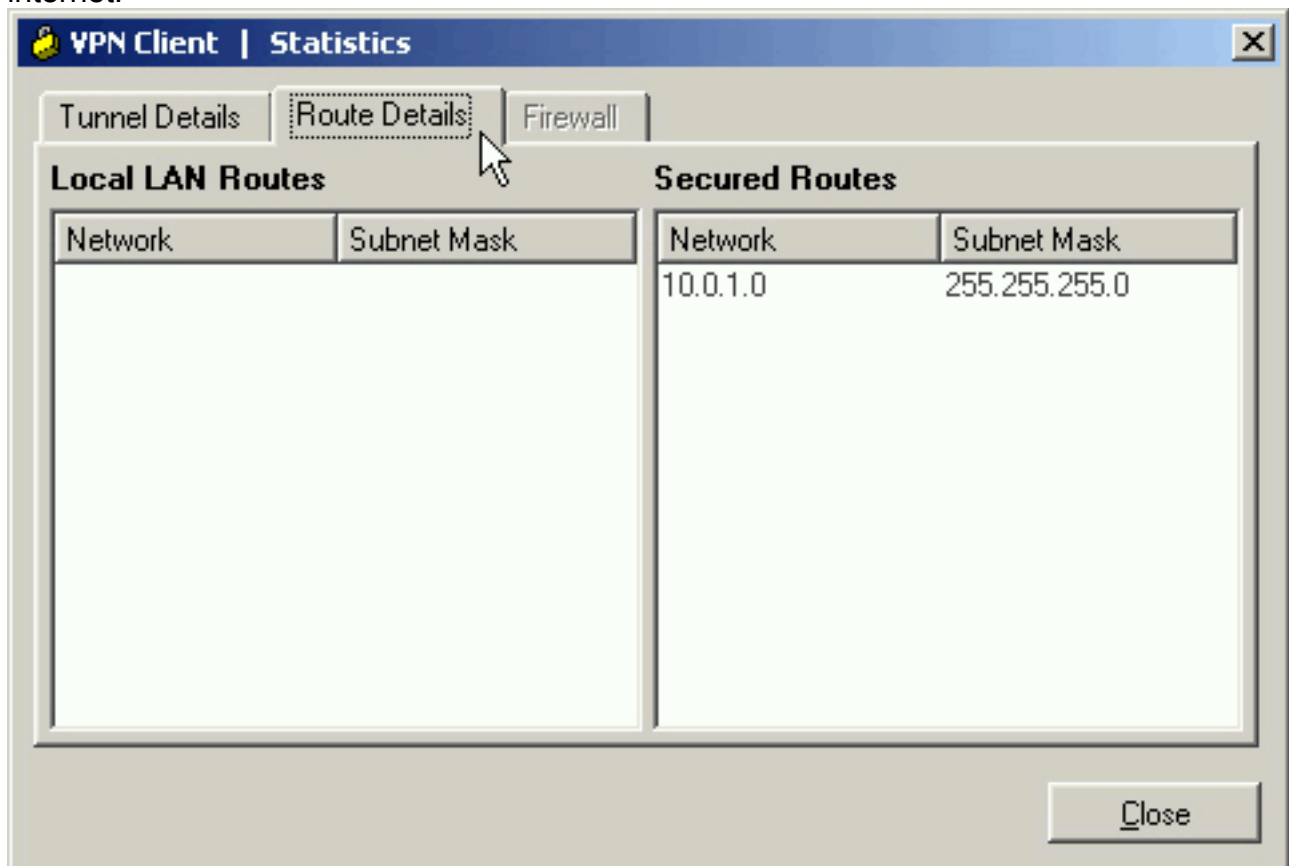 internet.
VPN Client | Statistics
Tunnel Details Route Details Firewall
Local LAN Routes Secured Routes
Network Subnet Mask Network Subnet Mask
10.0.1.0 255.255.255.0
Close